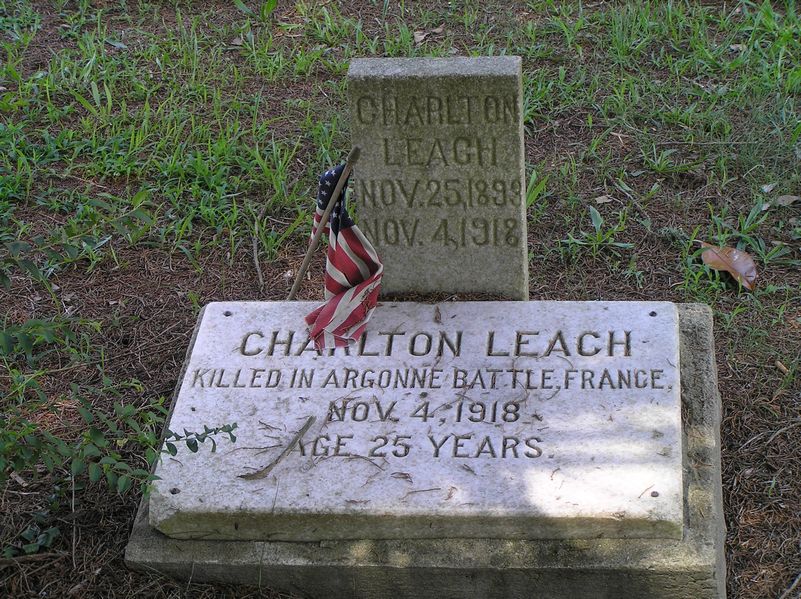 CHARLTON
LEACH
NOV. 25, 1893
NOV. 4, 1918
CHARLTON LEACH
KILLED IN ARGONNE BATTLE, FRANCE.
NOV. 4, 1918
AGE 25 YEARS.